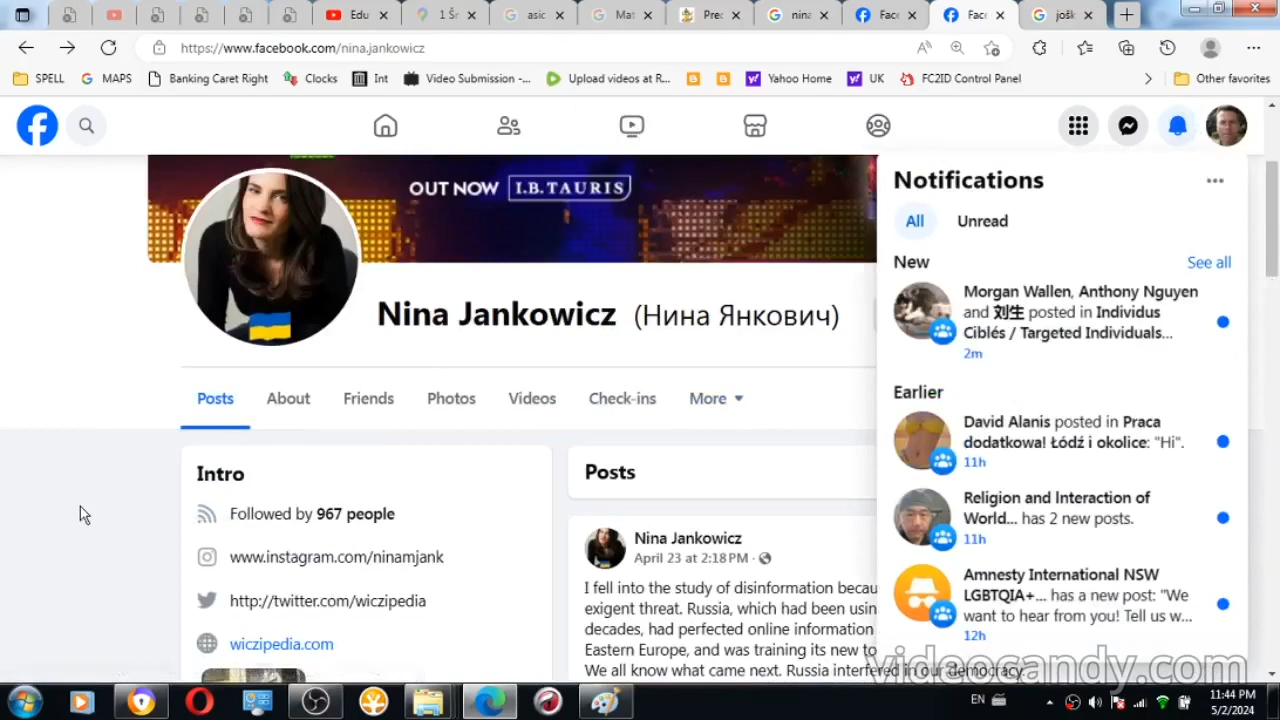 Edu
1 Śr
asic
Mat
Prec
nina
Face
Face
jošk
https://www.facebook.com/nina.jankowicz
SPELL
MAPS
Banking Caret Right
Clocks
Int
Video Submission -...
Upload videos at R...
Yahoo Home
UK
FC2ID Control Panel
Other favorites
OUT NOW I.B.TAURIS
Nina Jankowicz (Нина Янкович)
Posts About Friends Photos Videos Check-ins More
Intro
Followed by 967 people
www.instagram.com/ninamjank
http://twitter.com/wiczipedia
wiczipedia.com
Posts
Nina Jankowicz
April 23 at 2:18 PM ·
I fell into the study of disinformation becau
exigent threat. Russia, which had been usin
decades, had perfected online information
Eastern Europe, and was training its new to
We all know what came next. Russia interfered in our democracy.
Notifications
All Unread
New See all
Morgan Wallen, Anthony Nguyen
and 刘生 posted in Individus
Ciblés / Targeted Individuals...
2m
Earlier
David Alanis posted in Praca
dodatkowa! Łódź i okolice: "Hi".
11h
Religion and Interaction of
World... has 2 new posts.
11h
Amnesty International NSW
LGBTQIA+... has a new post: "We
want to hear from you! Tell us w...
12h
videocandy.com
EN
11:44 PM
5/2/2024